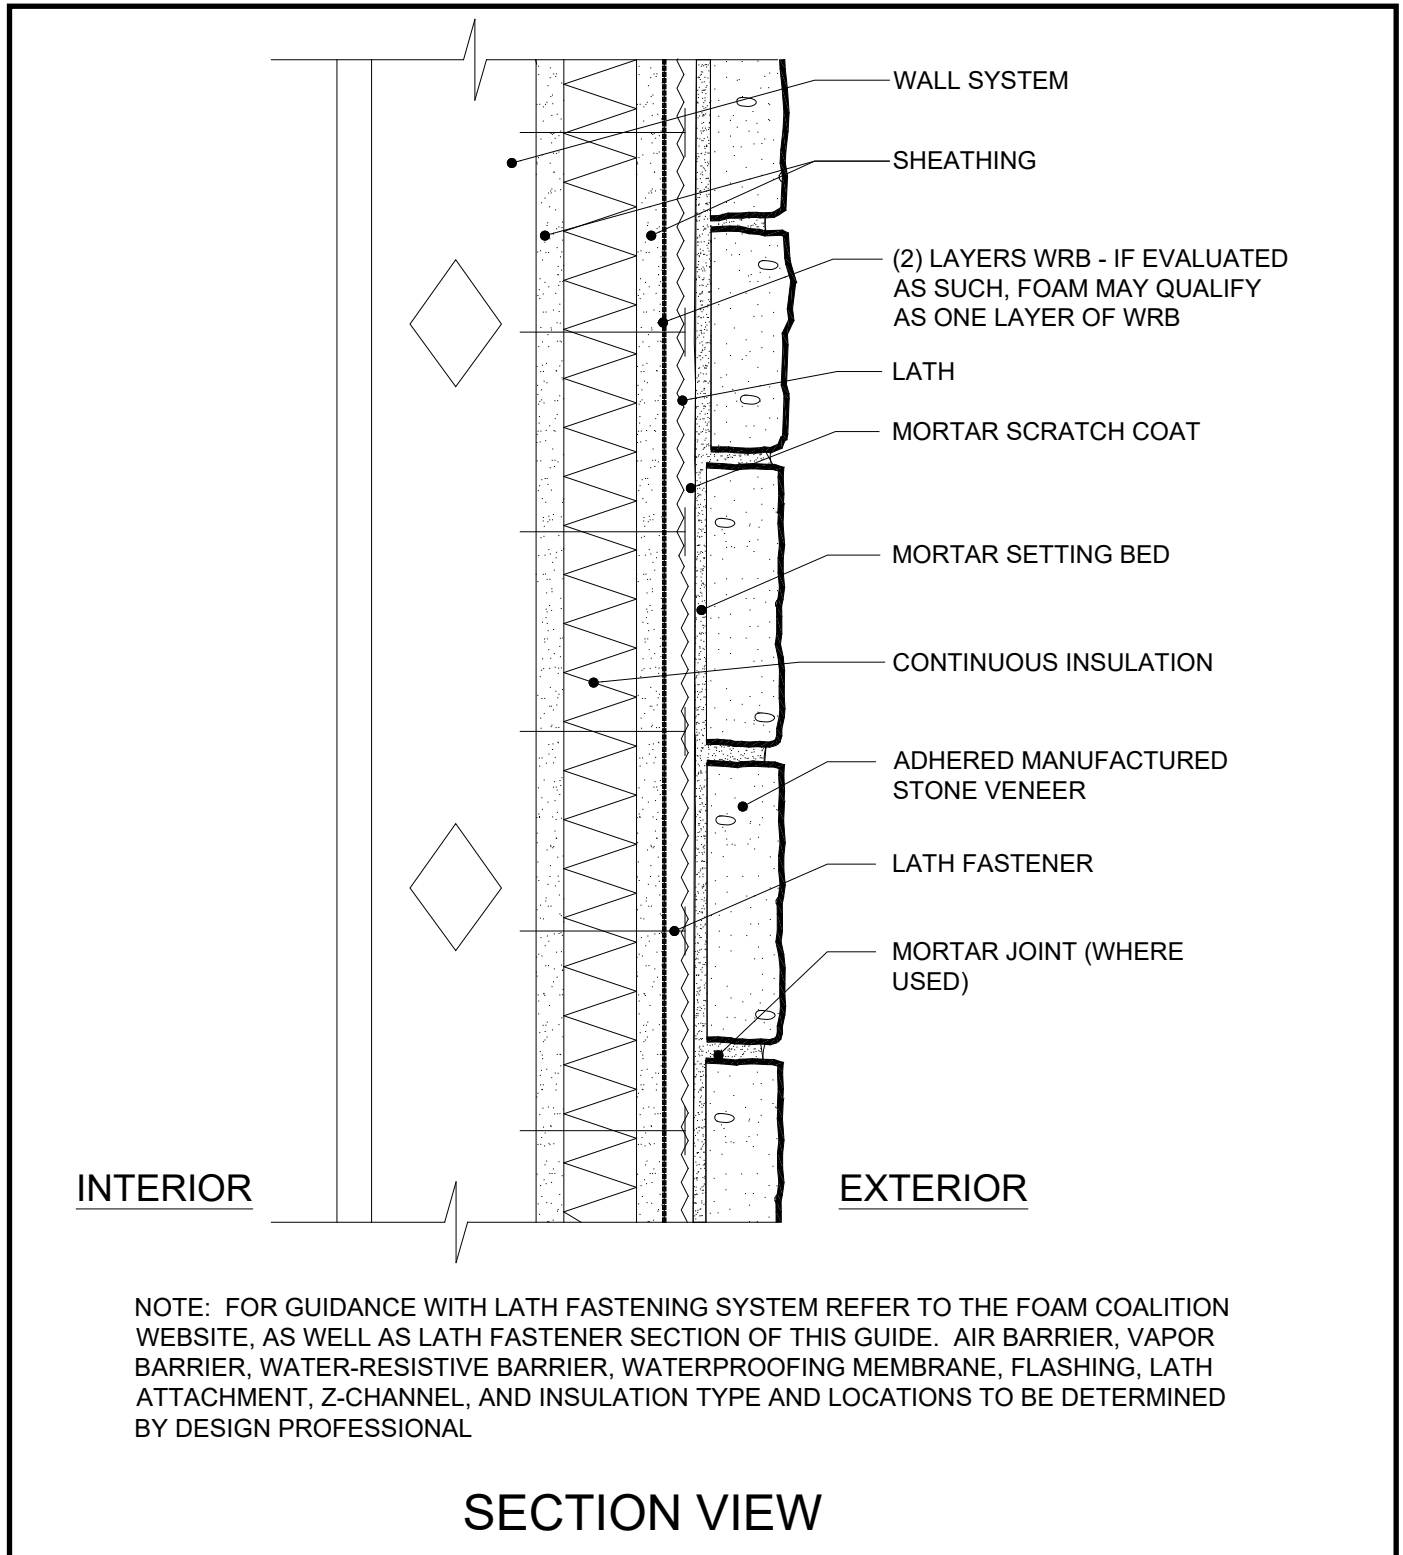 WALL SYSTEM
SHEATHING
(2) LAYERS WRB - IF EVALUATED
AS SUCH, FOAM MAY QUALIFY
AS ONE LAYER OF WRB
LATH
MORTAR SCRATCH COAT
MORTAR SETTING BED
CONTINUOUS INSULATION
ADHERED MANUFACTURED
STONE VENEER
LATH FASTENER
MORTAR JOINT (WHERE
USED)
INTERIOR
EXTERIOR
NOTE:  FOR GUIDANCE WITH LATH FASTENING SYSTEM REFER TO THE FOAM COALITION
WEBSITE, AS WELL AS LATH FASTENER SECTION OF THIS GUIDE.  AIR BARRIER, VAPOR
BARRIER, WATER-RESISTIVE BARRIER, WATERPROOFING MEMBRANE, FLASHING, LATH
ATTACHMENT, Z-CHANNEL, AND INSULATION TYPE AND LOCATIONS TO BE DETERMINED
BY DESIGN PROFESSIONAL
SECTION VIEW